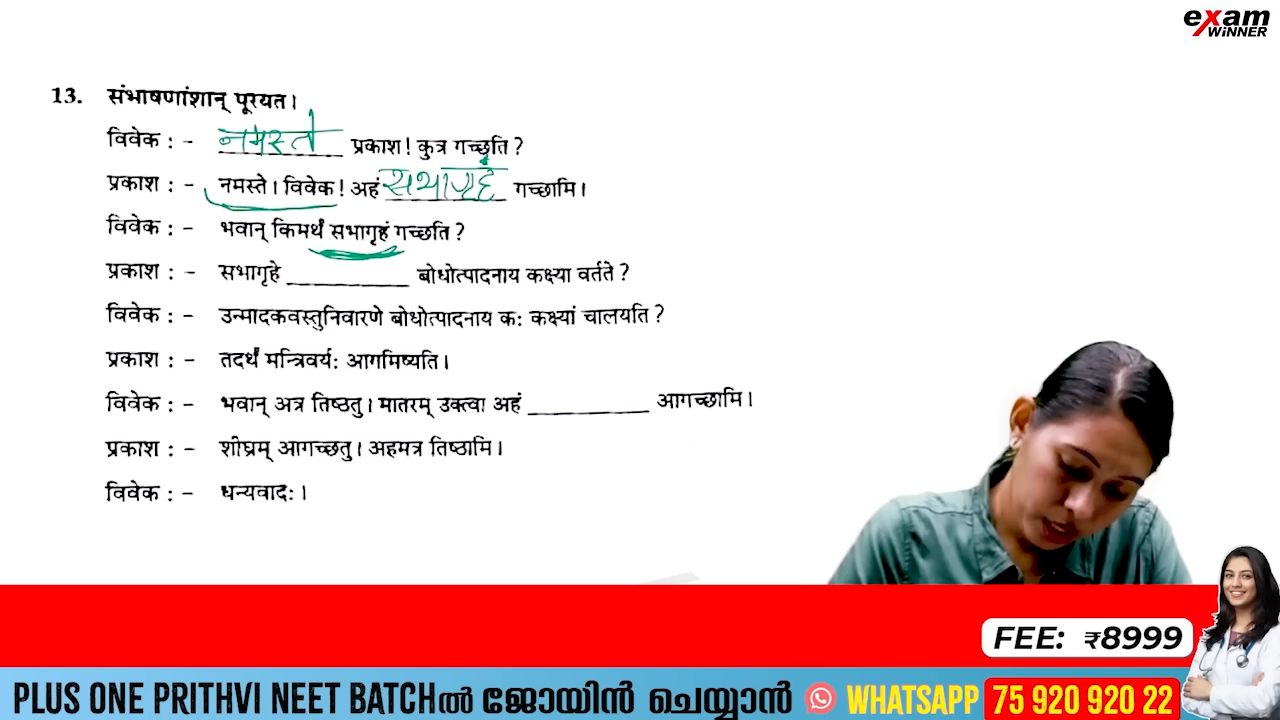 exam
WiNNER
13. संभाषणांशान् पूरयत।
विवेक : - नमस्ते प्रकाश! कुत्र गच्छति ?
प्रकाश : - नमस्ते। विवेक! अहं सभागृहं गच्छामि।
विवेक : - भवान् किमर्थं सभागृहं गच्छति ?
प्रकाश : - सभागृहे __________ बोधोत्पादनाय कक्ष्या वर्तते ?
विवेक : - उन्मादकवस्तुनिवारणे बोधोत्पादनाय कः कक्ष्यां चालयति ?
प्रकाश : - तदर्थं मन्त्रिवर्यः आगमिष्यति।
विवेक : - भवान् अत्र तिष्ठतु। मातरम् उक्त्वा अहं __________ आगच्छामि।
प्रकाश : - शीघ्रम् आगच्छतु। अहमत्र तिष्ठामि।
विवेक : - धन्यवादः।
FEE: ₹8999
PLUS ONE PRITHVI NEET BATCHൽ ജോയിൻ ചെയ്യാൻ WHATSAPP 75 920 920 22